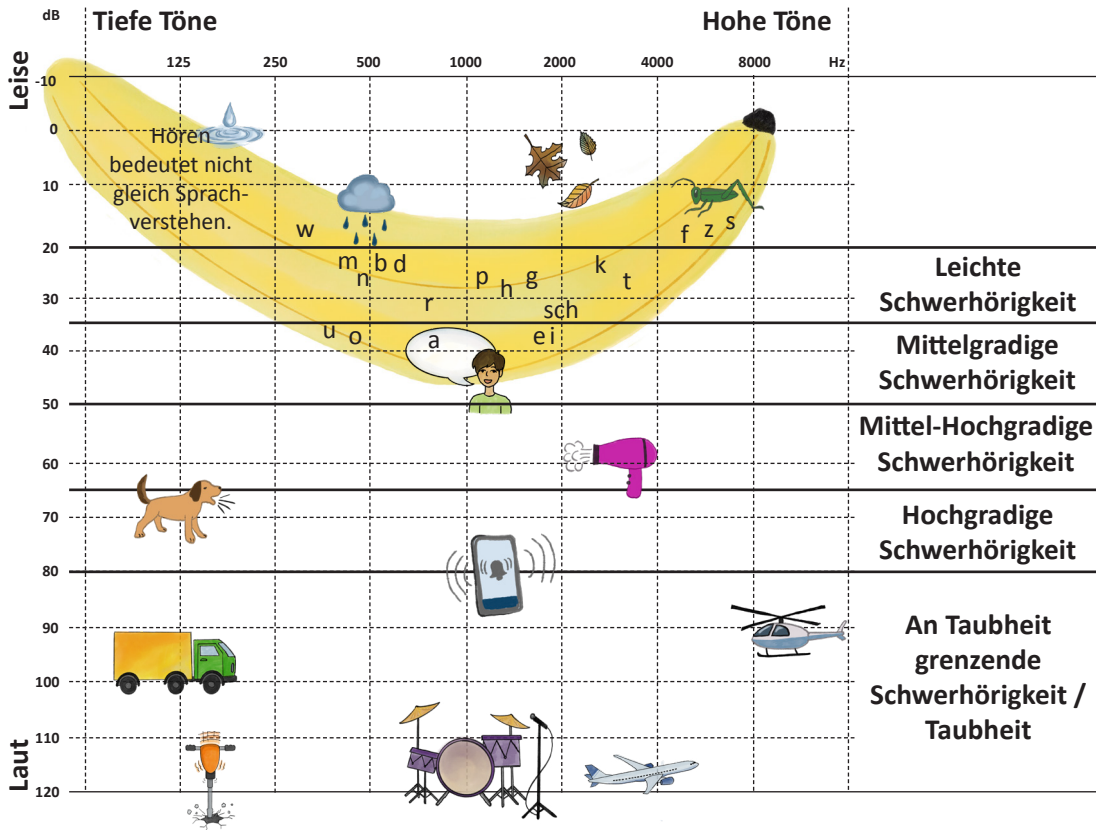 dB Tiefe Töne Hohe Töne
125 250 500 1000 2000 4000 8000 Hz
Leise
-10
0
Hören
bedeutet nicht
gleich Sprach-
verstehen.
10
w f z s
20
m n b d p h g k t
Leichte
Schwerhörigkeit
30
r sch
u o a e i
40
Mittelgradige
Schwerhörigkeit
50
Mittel-Hochgradige
Schwerhörigkeit
60
70
Hochgradige
Schwerhörigkeit
80
90
An Taubheit
grenzende
Schwerhörigkeit /
Taubheit
100
110
Laut
120